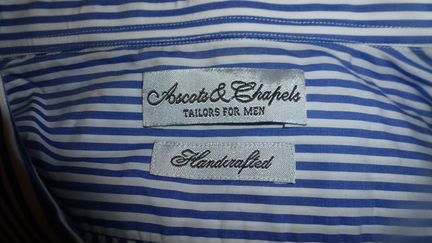 Ascots & Chapels
TAILORS FOR MEN
Handcrafted